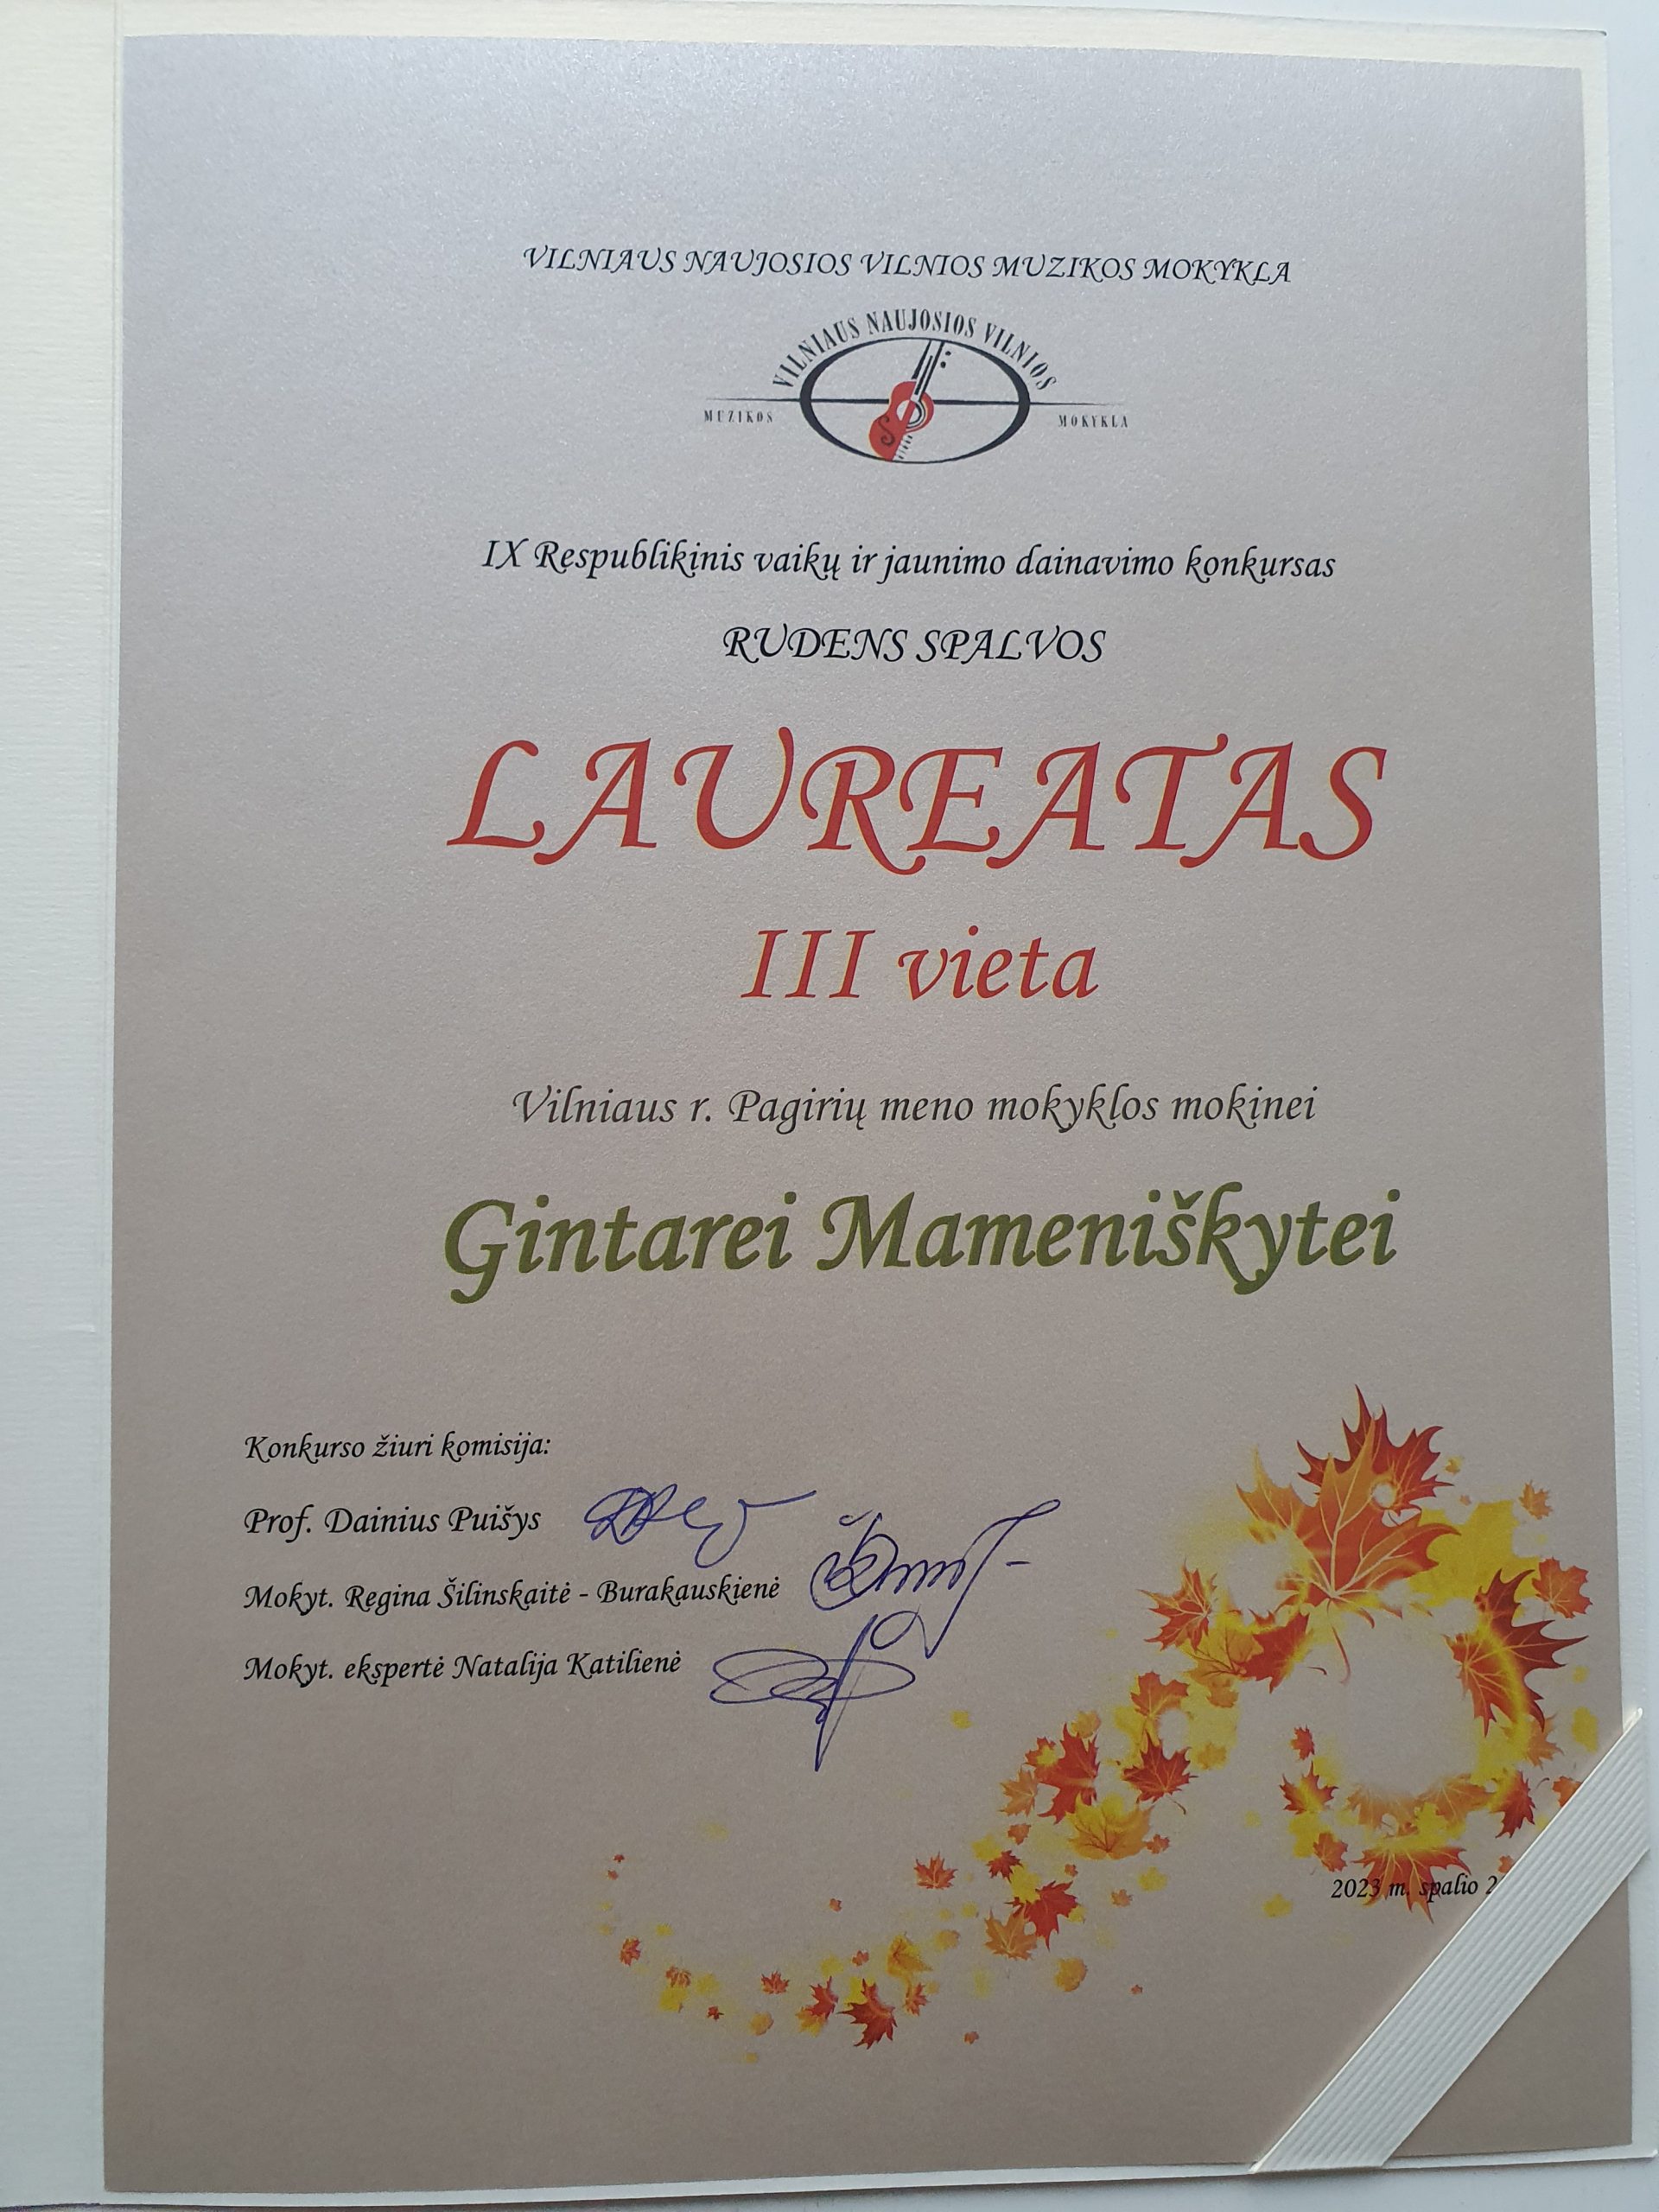 VILNIAUS NAUJOSIOS VILNIOS MUZIKOS MOKYKLA
VILNIAUS NAUJOSIOS VILNIOS
MUZIKOS MOKYKLA
IX Respublikinis vaikų ir jaunimo dainavimo konkursas
RUDENS SPALVOS
LAUREATAS
III vieta
Vilniaus r. Pagirių meno mokyklos mokinei
Gintarei Mameniškytei
Konkurso žiuri komisija:
Prof. Dainius Puišys
Mokyt. Regina Šilinskaitė - Burakauskienė
Mokyt. ekspertė Natalija Katilienė
2023 m. spalio